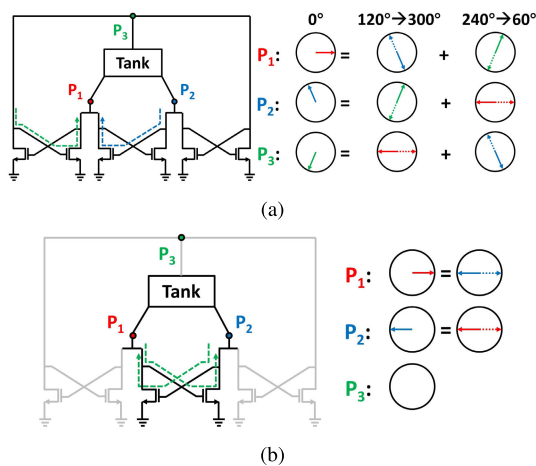 0° 120°→300° 240°→60°
P3
Tank
P1 P2
P1: = +
P2: = +
P3: = +
(a)
P3
Tank
P1 P2
P1: =
P2: =
P3:
(b)